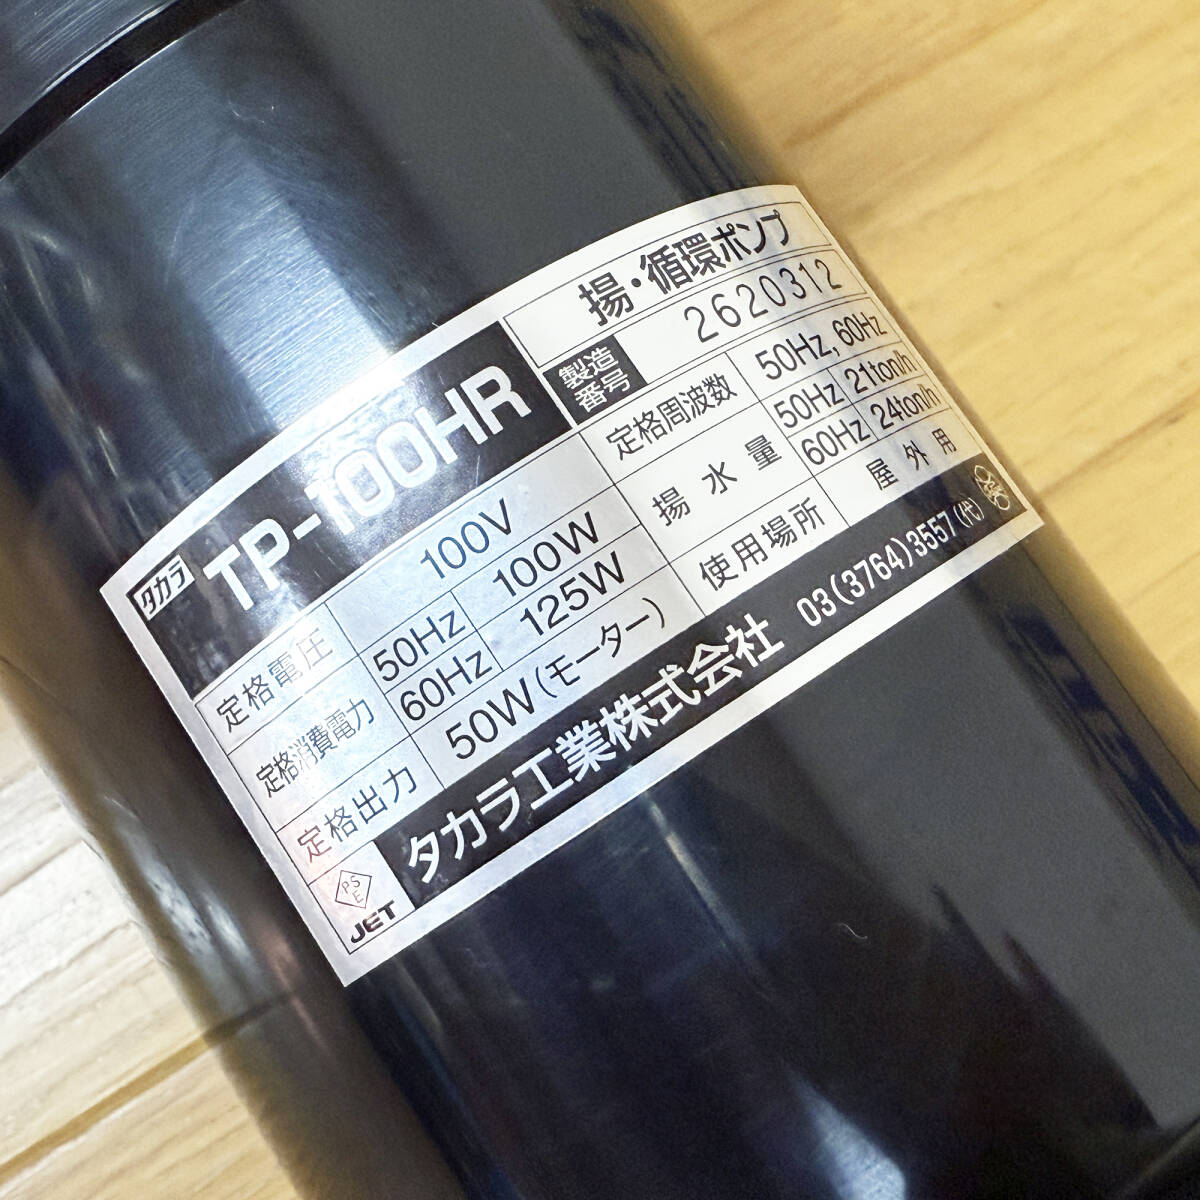 タカラ TP-100HR
揚・循環ポンプ
製造番号 2620312
定格電圧 100V
定格消費電力 50Hz 100W
60Hz 125W
定格出力 50W(モーター)
定格周波数 50Hz, 60Hz
揚水量 50Hz 21ton/h
60Hz 24ton/h
使用場所 屋外用
PSE
JET
タカラ工業株式会社 03(3764)3557(代)